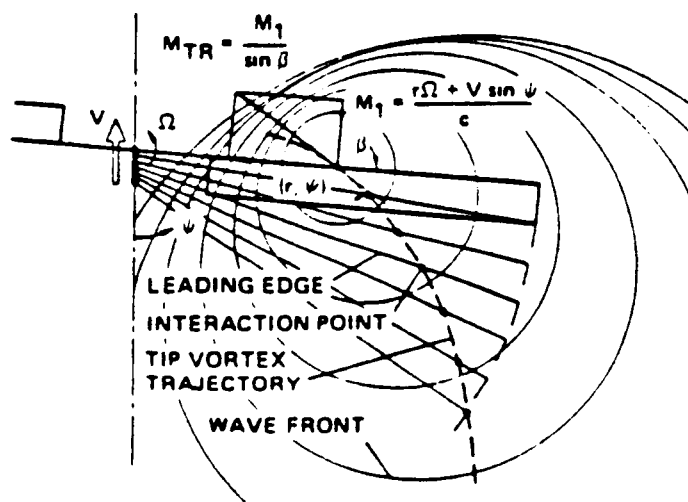 M_TR = M_1 / sin β
M_1 = rΩ + V sin ψ / c
V
Ω
β
(r, ψ)
ψ
LEADING EDGE
INTERACTION POINT
TIP VORTEX
TRAJECTORY
WAVE FRONT